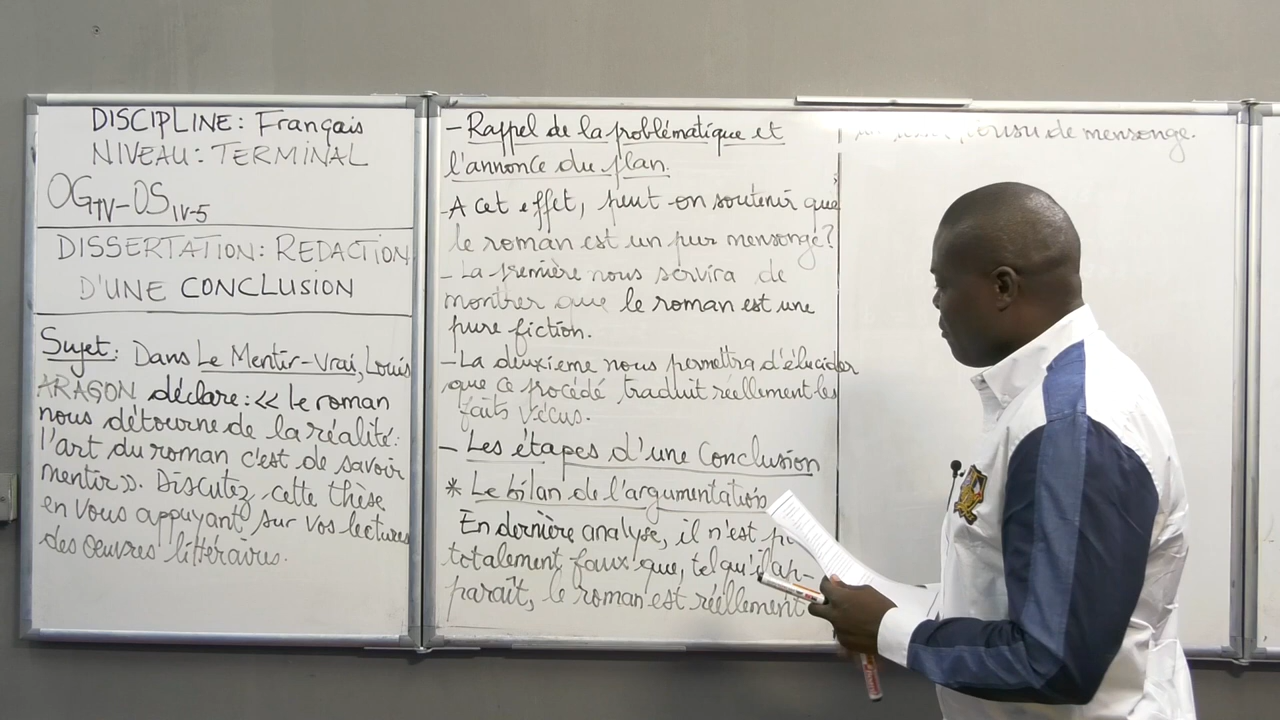 DISCIPLINE: Français
NIVEAU: TERMINAL
OGIV-OSIV-5
DISSERTATION: REDACTION
D'UNE CONCLUSION
Sujet: Dans Le Mentir-Vrai, Louis
ARAGON déclare: << Le roman
nous détourne de la réalité:
l'art du roman c'est de savoir
mentir >>. Discutez cette thèse
en vous appuyant sur vos lectures
des œuvres littéraires.
- Rappel de la problématique et
l'annonce du plan.
- A cet effet, peut-on soutenir que
le roman est un pur mensonge?
- La première nous servira de
montrer que le roman est une
pure fiction.
- La deuxième nous permettra d'élucider
que ce procédé traduit réellement les
faits vécus.
- Les étapes d'une Conclusion
* Le bilan de l'argumentation
En dernière analyse, il n'est
totalement faux que, tel qu'il ap-
paraît, le roman est réellement
de mensonge.